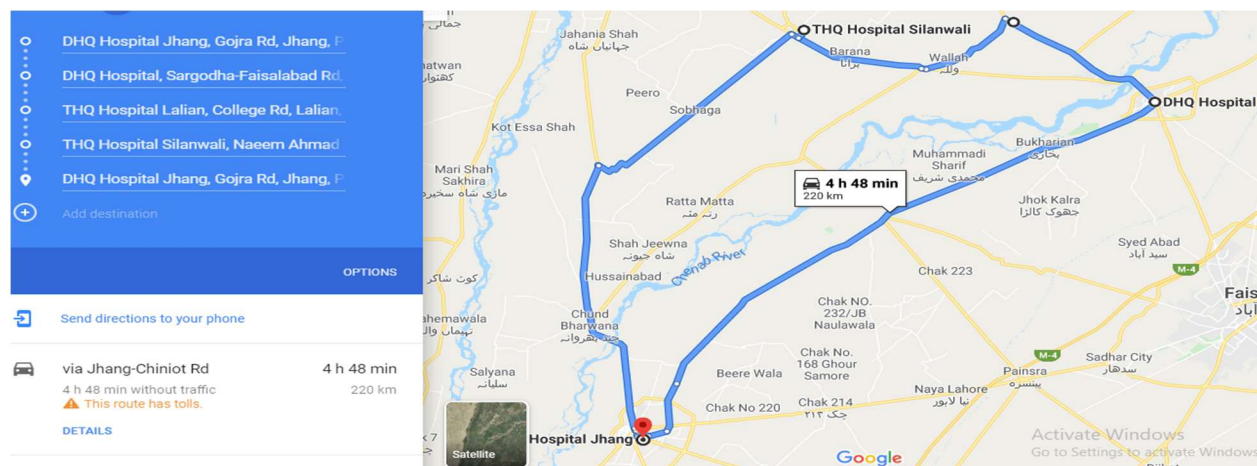 DHQ Hospital Jhang, Gojra Rd, Jhang, P
DHQ Hospital, Sargodha-Faisalabad Rd,
THQ Hospital Lalian, College Rd, Lalian,
THQ Hospital Silanwali, Naeem Ahmad
DHQ Hospital Jhang, Gojra Rd, Jhang, P
Add destination
OPTIONS
Send directions to your phone
via Jhang-Chiniot Rd
4 h 48 min
4 h 48 min without traffic
220 km
This route has tolls.
DETAILS
جمالی
Jahania Shah
جہانیاں شاہ
THQ Hospital Silanwali
Barana
برانا
Wallah
ولہ
hatwan
Peero
Sobhaga
DHQ Hospital
Kot Essa Shah
Bukharian
بخاری
Muhammadi
Sharif
محمدی شریف
Mari Shah
Sakhira
ماڑی شاہ سخیرہ
4 h 48 min
220 km
Ratta Matta
رتہ متہ
Jhok Kalra
جھوک کالرا
Shah Jeewna
شاہ جیونہ
Syed Abad
سید آباد
M-4
Hussainabad
Chenab River
کوٹ شاکر
Chak 223
Fais
آباد
Chak NO.
232/JB
Naulawala
ahemawala
Chund
Bharwana
چند بھروانہ
M-4
Sadhar City
سدھار
Chak No.
168 Ghour
Samore
Painsra
پینسرہ
Salyana
سلیانہ
Beere Wala
Naya Lahore
نیا لاہور
Chak No 220
Chak 214
چک ۲۱۴
Satellite
Hospital Jhang
Google
Activate Windows
Go to Settings to activate Windows